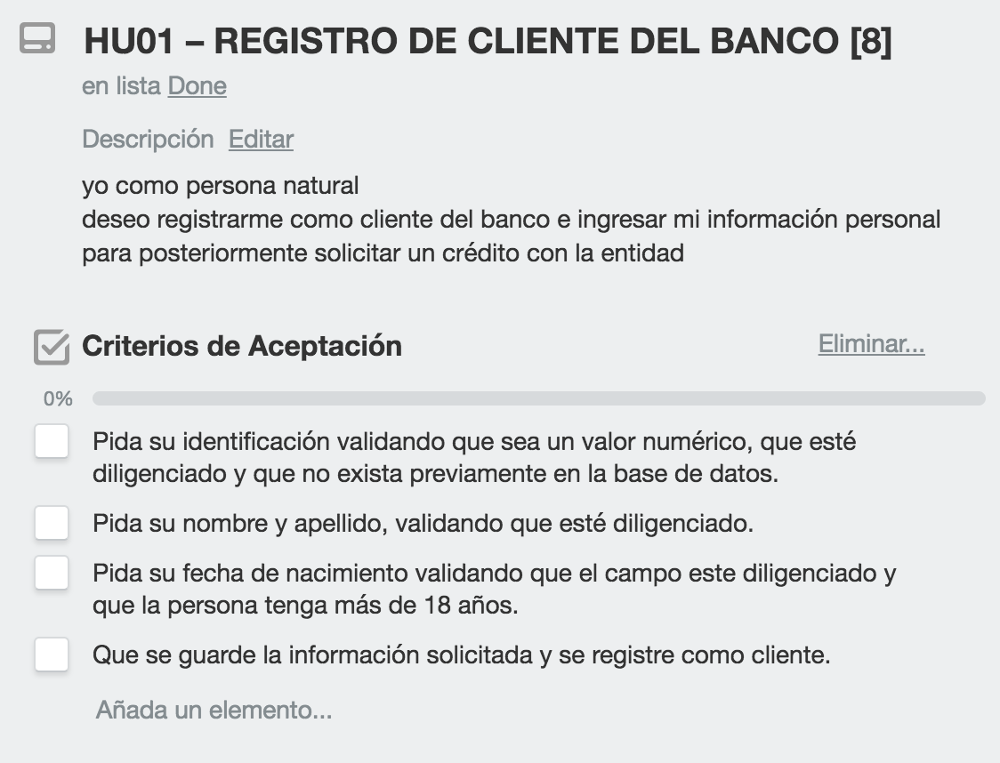 HU01 – REGISTRO DE CLIENTE DEL BANCO [8]
en lista Done
Descripción Editar
yo como persona natural
deseo registrarme como cliente del banco e ingresar mi información personal
para posteriormente solicitar un crédito con la entidad
Criterios de Aceptación
Eliminar...
0%
Pida su identificación validando que sea un valor numérico, que esté
diligenciado y que no exista previamente en la base de datos.
Pida su nombre y apellido, validando que esté diligenciado.
Pida su fecha de nacimiento validando que el campo este diligenciado y
que la persona tenga más de 18 años.
Que se guarde la información solicitada y se registre como cliente.
Añada un elemento...